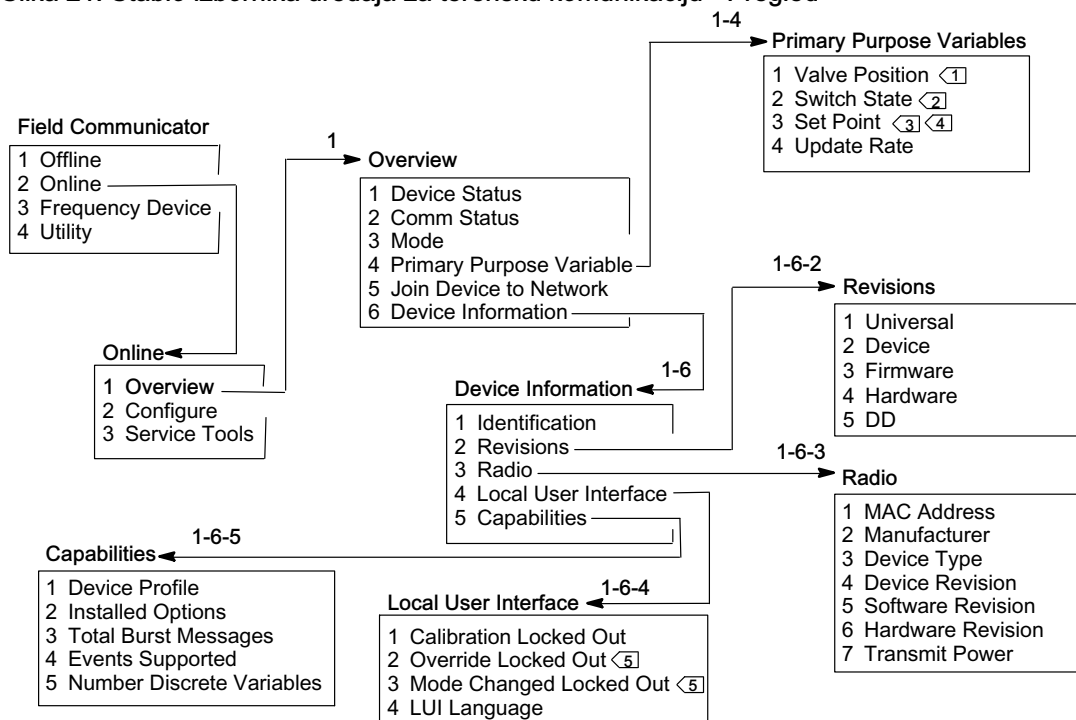 1-4
Primary Purpose Variables
1 Valve Position 1
2 Switch State 2
3 Set Point 3 4
4 Update Rate
Field Communicator
1 Offline
2 Online
3 Frequency Device
4 Utility
1
Overview
1 Device Status
2 Comm Status
3 Mode
4 Primary Purpose Variable
5 Join Device to Network
6 Device Information
1-6-2
Revisions
1 Universal
2 Device
3 Firmware
4 Hardware
5 DD
Online
1 Overview
2 Configure
3 Service Tools
1-6
Device Information
1 Identification
2 Revisions
3 Radio
4 Local User Interface
5 Capabilities
1-6-3
Radio
1 MAC Address
2 Manufacturer
3 Device Type
4 Device Revision
5 Software Revision
6 Hardware Revision
7 Transmit Power
1-6-5
Capabilities
1 Device Profile
2 Installed Options
3 Total Burst Messages
4 Events Supported
5 Number Discrete Variables
1-6-4
Local User Interface
1 Calibration Locked Out
2 Override Locked Out 5
3 Mode Changed Locked Out 5
4 LUI Language